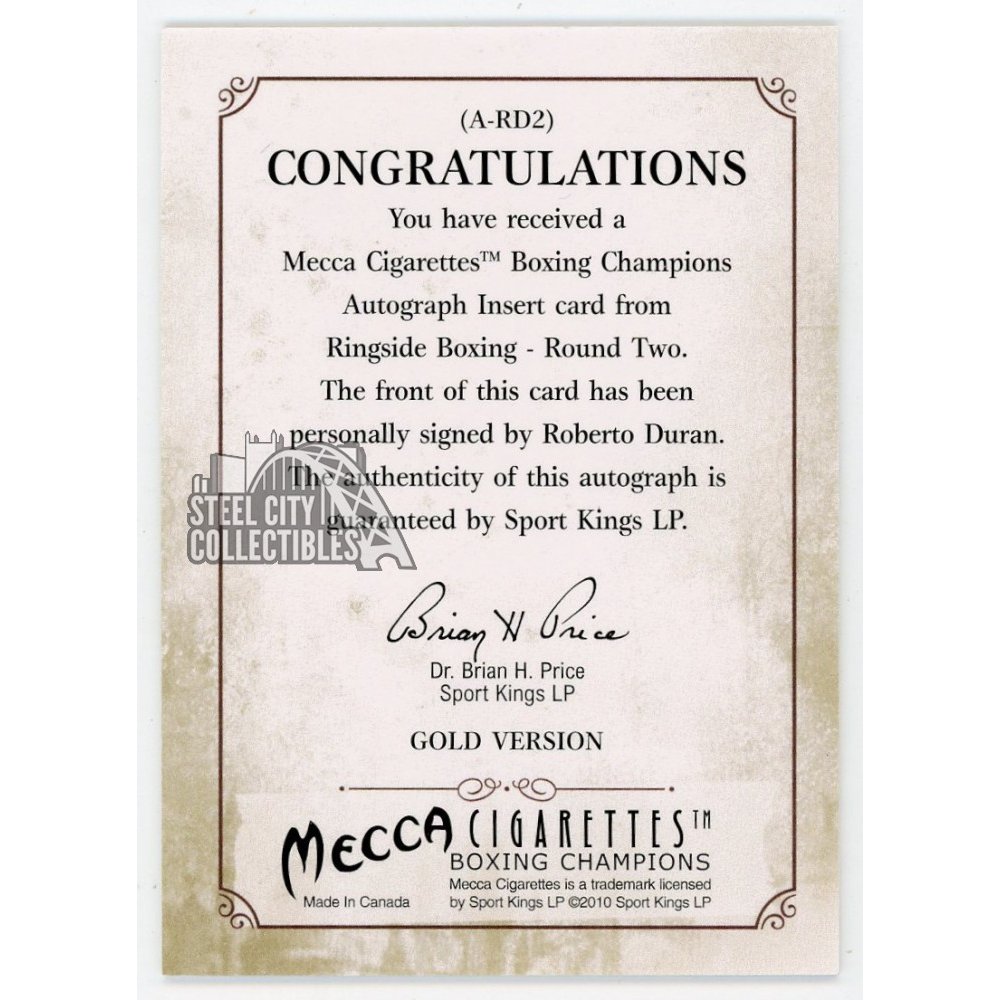 (A-RD2)
CONGRATULATIONS
You have received a
Mecca Cigarettes™ Boxing Champions
Autograph Insert card from
Ringside Boxing - Round Two.
The front of this card has been
personally signed by Roberto Duran.
The authenticity of this autograph is
guaranteed by Sport Kings LP.
STEEL CITY
COLLECTIBLES
Brian H Price
Dr. Brian H. Price
Sport Kings LP
GOLD VERSION
MECCA CIGARETTES™
BOXING CHAMPIONS
Made In Canada
Mecca Cigarettes is a trademark licensed
by Sport Kings LP ©2010 Sport Kings LP